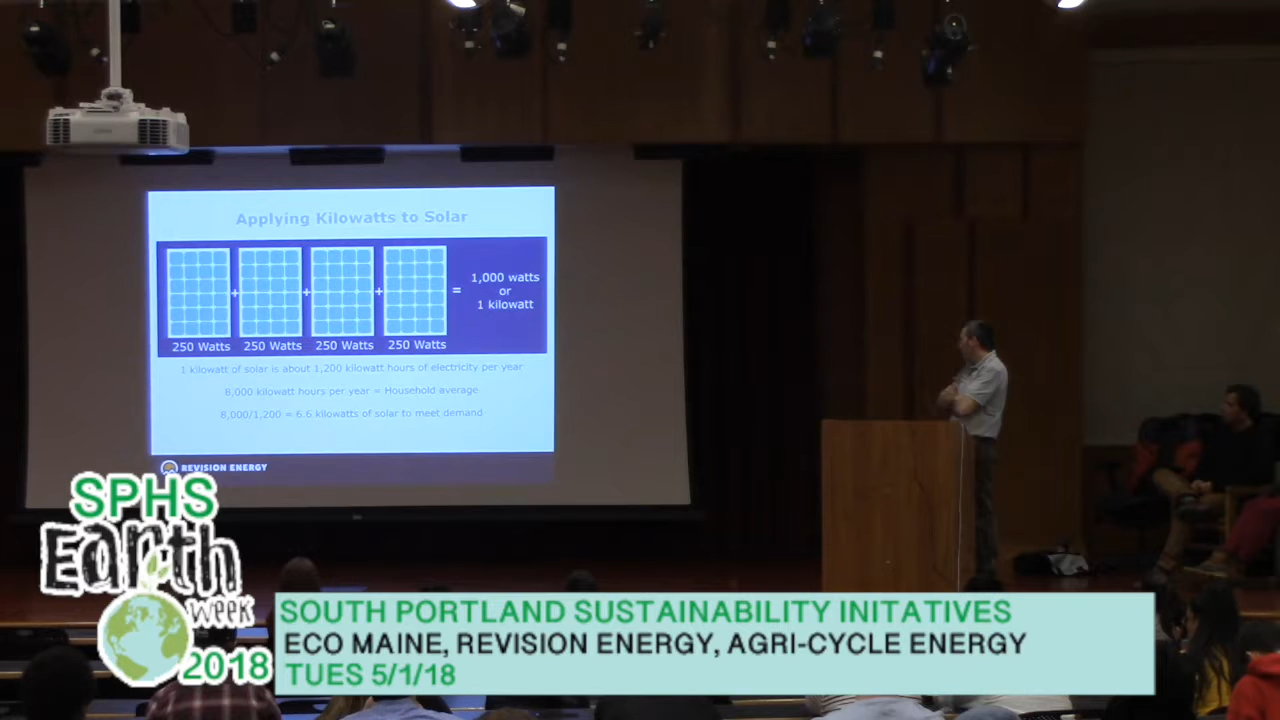 Applying Kilowatts to Solar
+ + + = 1,000 watts
or
1 kilowatt
250 Watts 250 Watts 250 Watts 250 Watts
1 kilowatt of solar is about 1,200 kilowatt hours of electricity per year
8,000 kilowatt hours per year = Household average
8,000/1,200 = 6.6 kilowatts of solar to meet demand
REVISION ENERGY
SPHS
Earth
week
2018
SOUTH PORTLAND SUSTAINABILITY INITATIVES
ECO MAINE, REVISION ENERGY, AGRI-CYCLE ENERGY
TUES 5/1/18